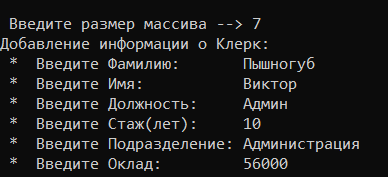 Введите размер массива --> 7
Добавление информации о Клерк:
* Введите Фамилию: Пышногуб
* Введите Имя: Виктор
* Введите Должность: Админ
* Введите Стаж(лет): 10
* Введите Подразделение: Администрация
* Введите Оклад: 56000